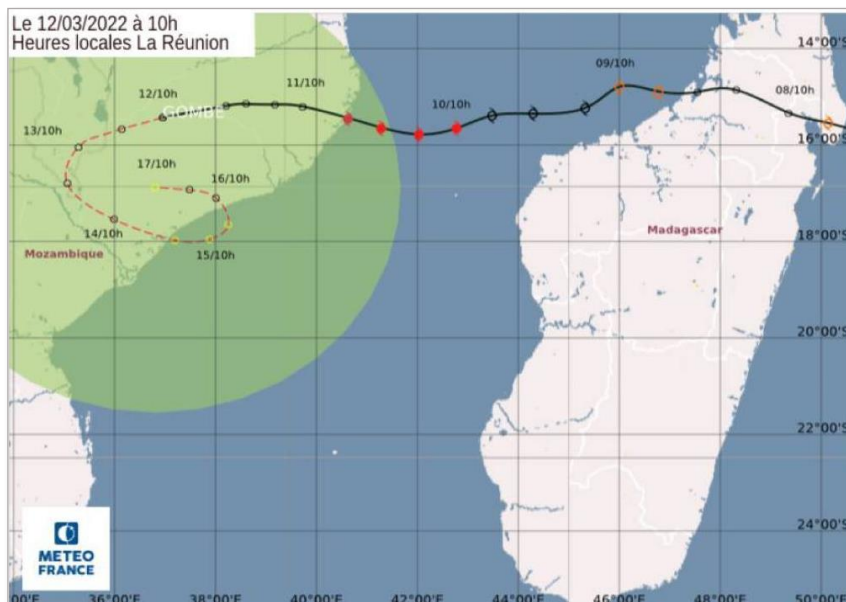 Le 12/03/2022 à 10h
Heures locales La Réunion
14°00'S
09/10h
08/10h
11/10h
10/10h
12/10h
GOMBE
13/10h
16°00'S
17/10h
16/10h
14/10h
15/10h
18°00'S
Mozambique
Madagascar
20°00'S
22°00'S
24°00'S
METEO
FRANCE
36°00'E
38°00'E
40°00'E
42°00'E
44°00'E
46°00'E
48°00'E
50°00'E